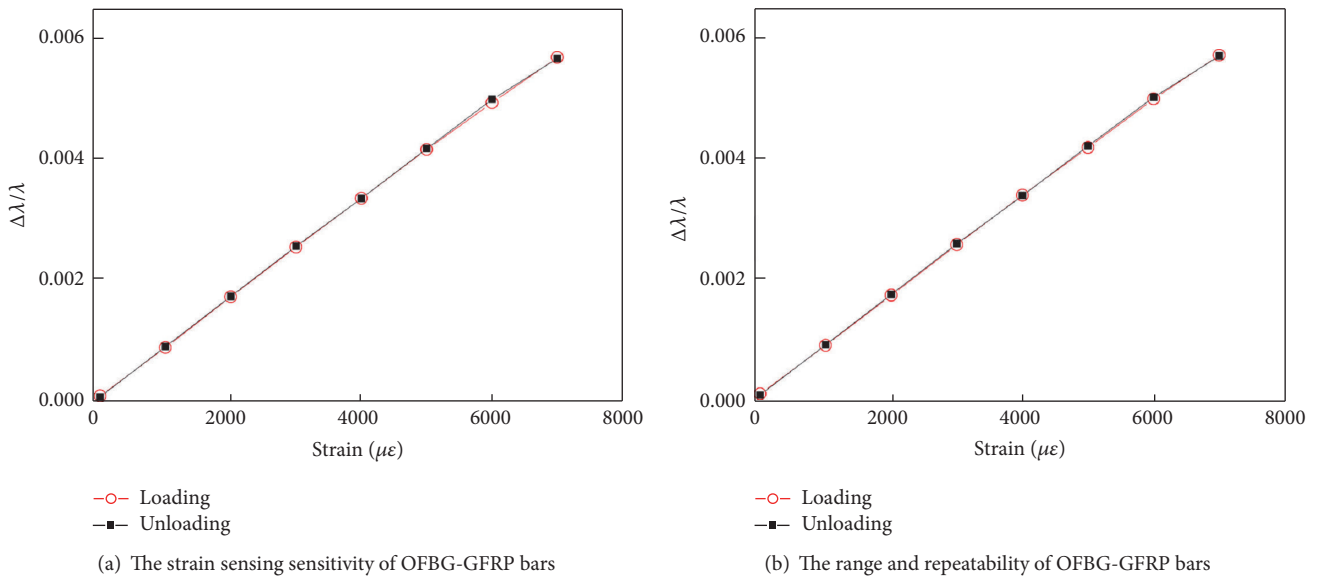 0.006
0.004
0.002
0.000
Δλ/λ
0 2000 4000 6000 8000
Strain (με)
Loading
Unloading
(a) The strain sensing sensitivity of OFBG-GFRP bars
0.006
0.004
0.002
0.000
Δλ/λ
0 2000 4000 6000 8000
Strain (με)
Loading
Unloading
(b) The range and repeatability of OFBG-GFRP bars